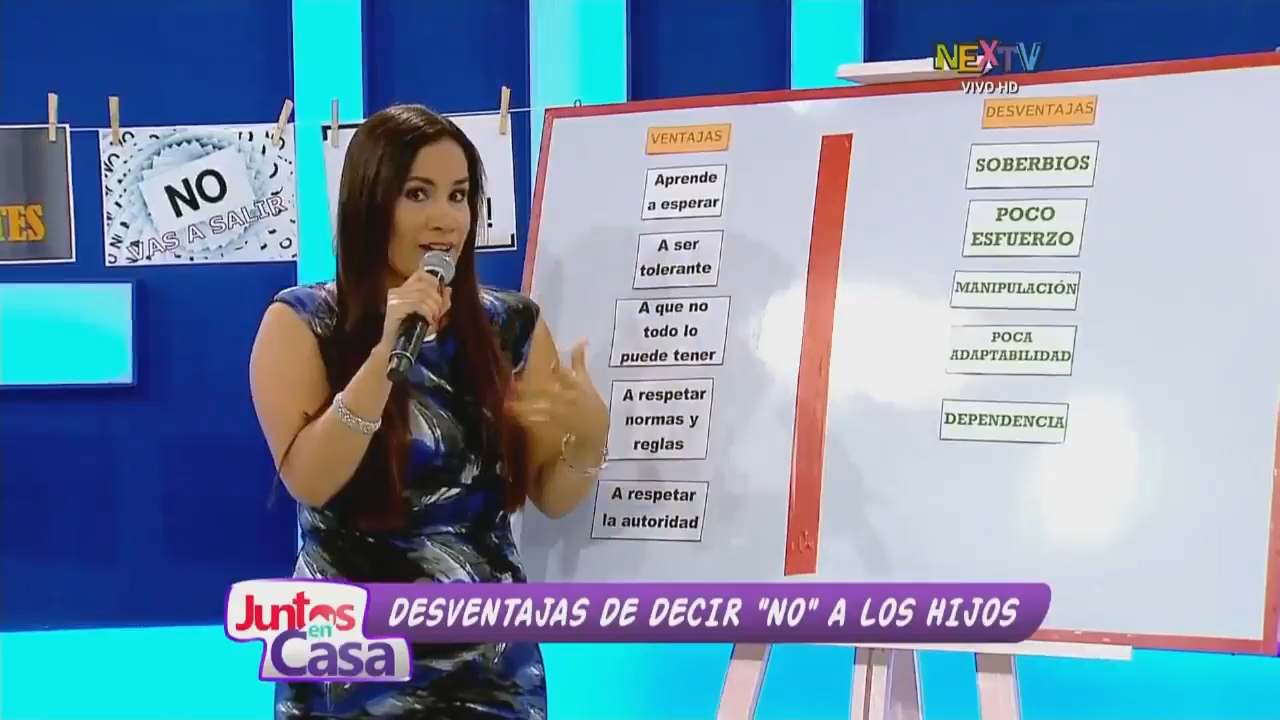 NEXTV
VIVO HD
NO
VAS A SALIR
VENTAJAS
Aprende
a esperar
A ser
tolerante
A que no
todo lo
puede tener
A respetar
normas y
reglas
A respetar
la autoridad
DESVENTAJAS
SOBERBIOS
POCO
ESFUERZO
MANIPULACIÓN
POCA
ADAPTABILIDAD
DEPENDENCIA
Juntos
en
Casa
DESVENTAJAS DE DECIR "NO" A LOS HIJOS